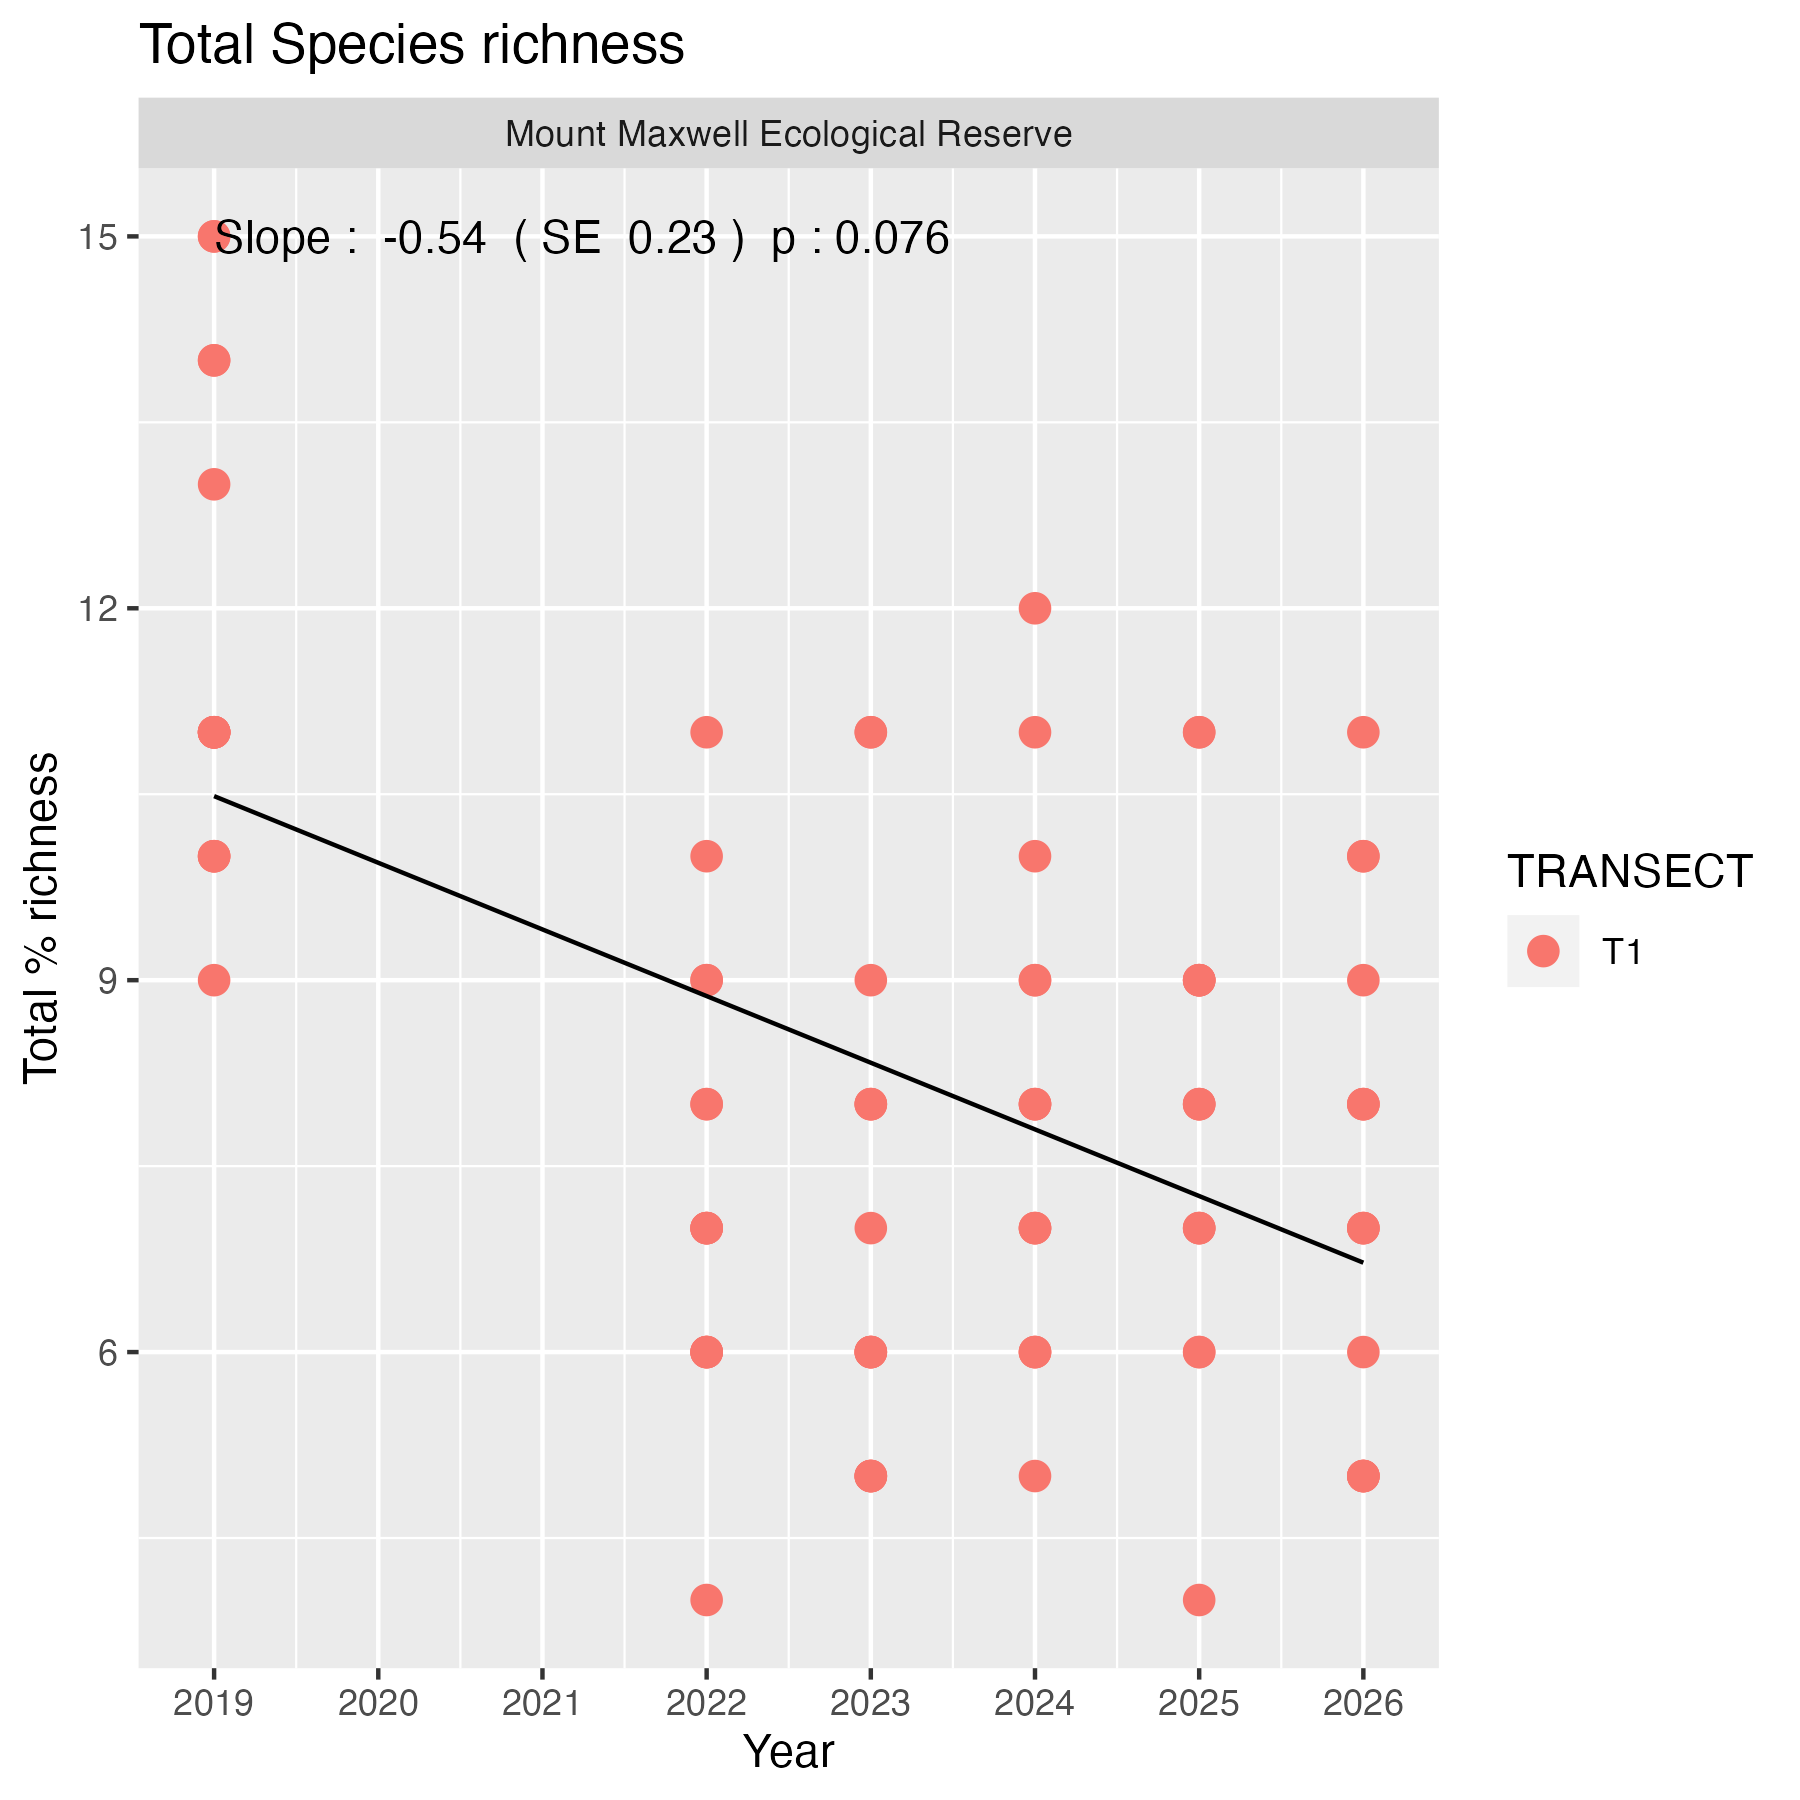 Total Species richness
Mount Maxwell Ecological Reserve
Slope : -0.54 ( SE 0.23 ) p : 0.076
15
12
9
6
Total % richness
2019 2020 2021 2022 2023 2024 2025 2026
Year
TRANSECT
T1